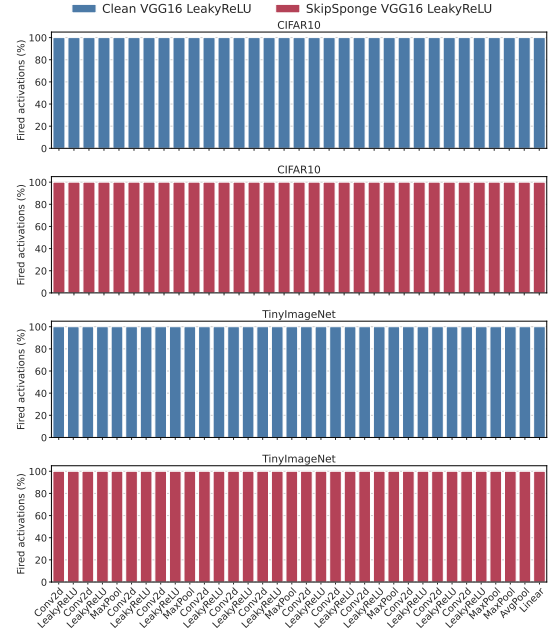 Clean VGG16 LeakyReLU
SkipSponge VGG16 LeakyReLU
CIFAR10
Fired activations (%)
100
80
60
40
20
0
CIFAR10
Fired activations (%)
100
80
60
40
20
0
TinyImageNet
Fired activations (%)
100
80
60
40
20
0
TinyImageNet
Fired activations (%)
100
80
60
40
20
0
Conv2d
LeakyReLU
Conv2d
LeakyReLU
MaxPool
Conv2d
LeakyReLU
Conv2d
LeakyReLU
MaxPool
Conv2d
LeakyReLU
Conv2d
LeakyReLU
Conv2d
LeakyReLU
MaxPool
Conv2d
LeakyReLU
Conv2d
LeakyReLU
Conv2d
LeakyReLU
MaxPool
Conv2d
LeakyReLU
Conv2d
LeakyReLU
Conv2d
LeakyReLU
MaxPool
MaxPool
AvgPool
Linear